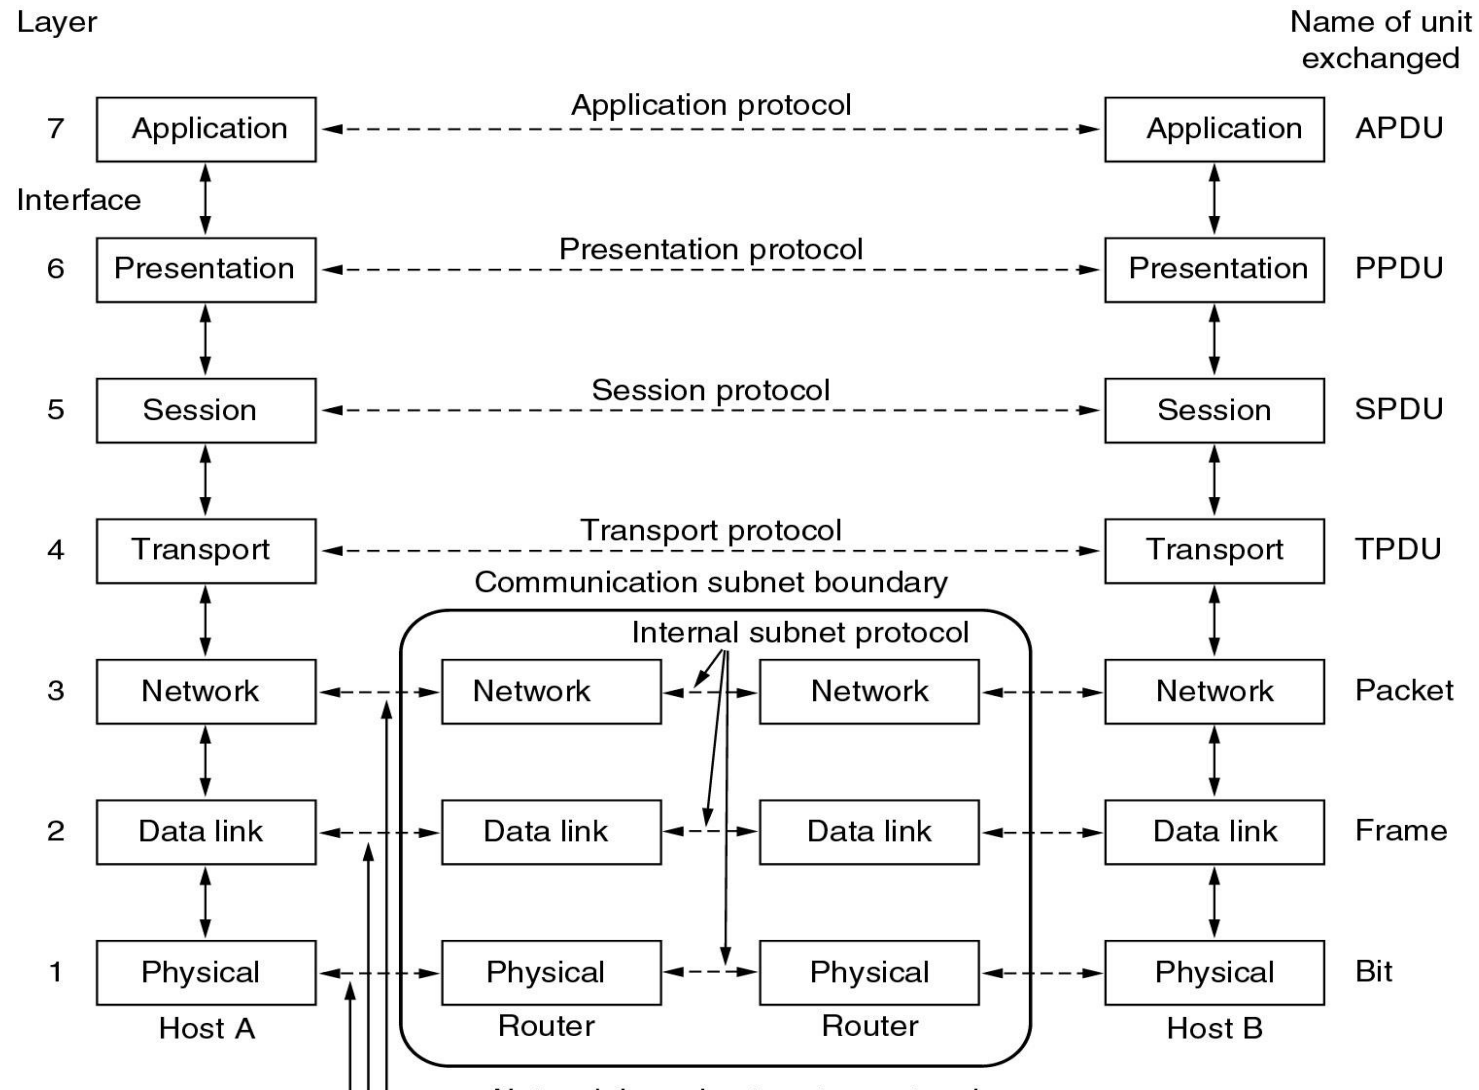 Layer
Name of unit
exchanged
7
Application
Application protocol
Application
APDU
Interface
6
Presentation
Presentation protocol
Presentation
PPDU
5
Session
Session protocol
Session
SPDU
4
Transport
Transport protocol
Transport
TPDU
Communication subnet boundary
Internal subnet protocol
3
Network
Network
Network
Network
Packet
2
Data link
Data link
Data link
Data link
Frame
1
Physical
Physical
Physical
Physical
Bit
Host A
Router
Router
Host B